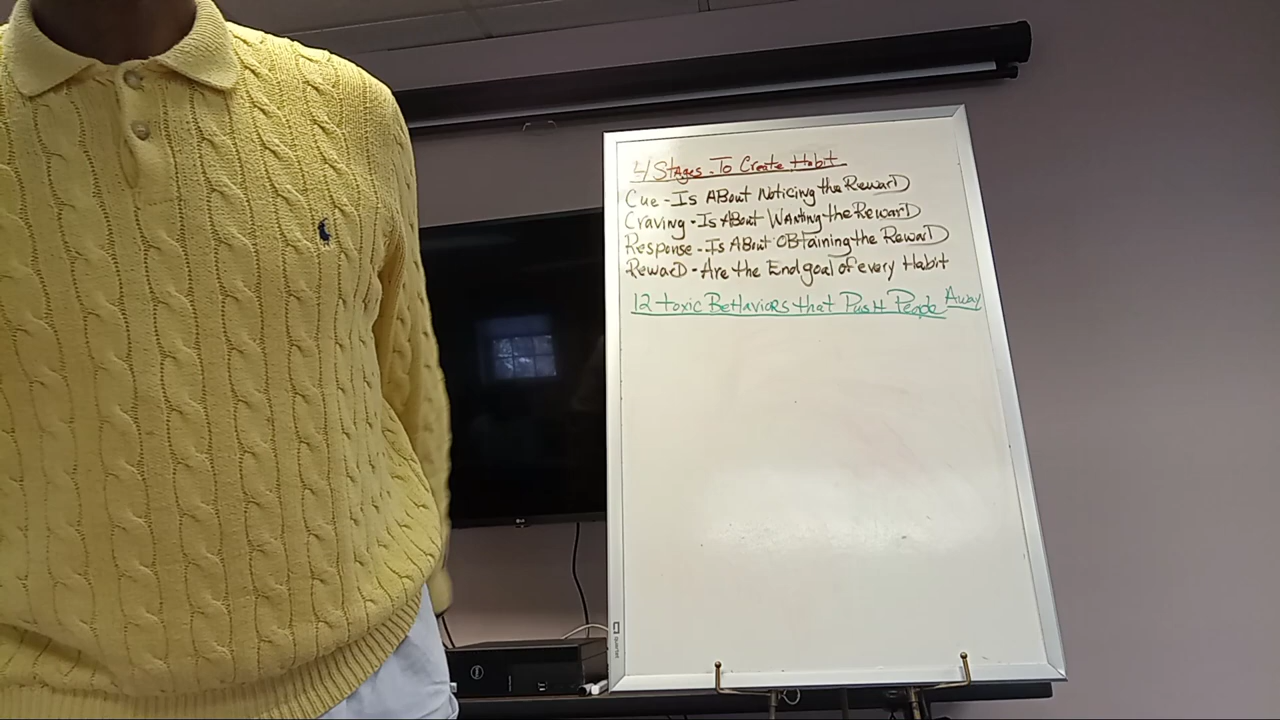 4 Stages To Create Habit
Cue - Is About Noticing the Reward
Craving - Is About Wanting the Reward
Response - Is About Obtaining the Reward
Reward - Are the End goal of every Habit
12 toxic Behaviors that Push People Away